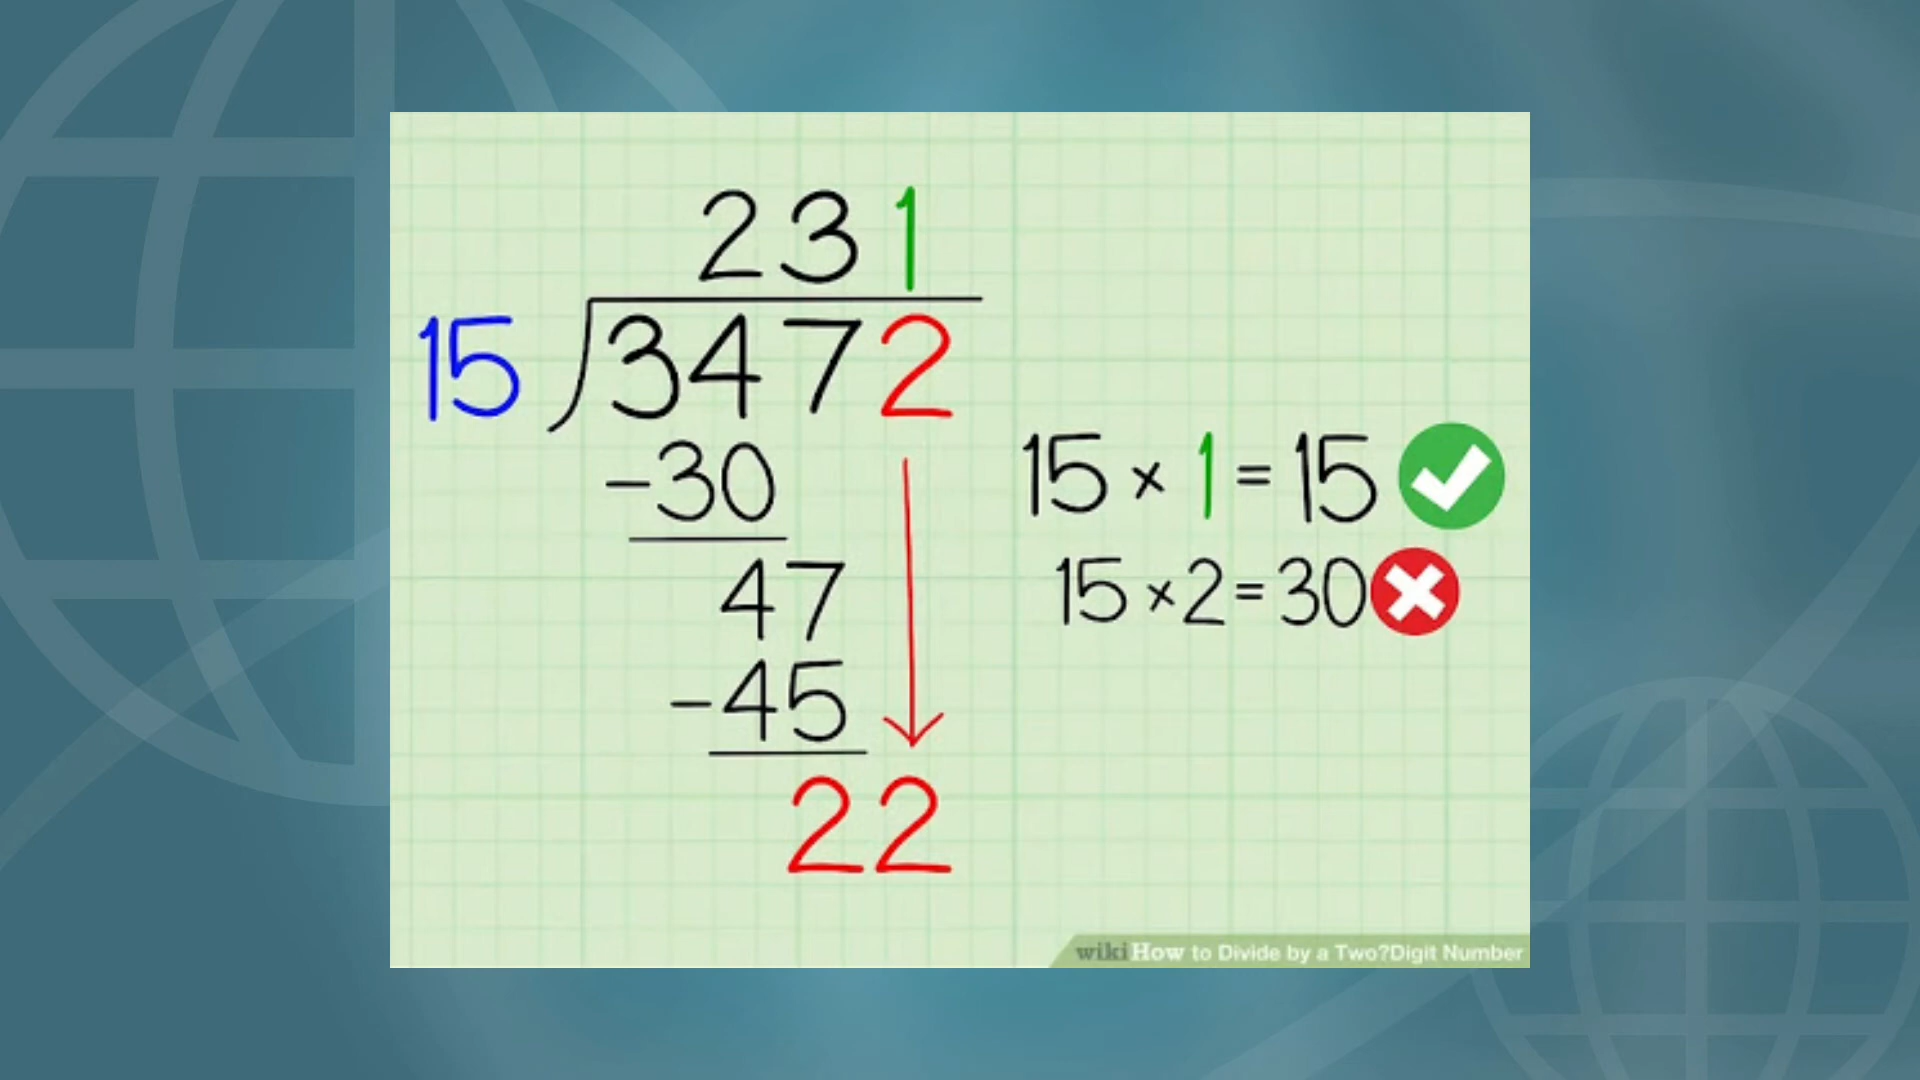 231
15 3472
-30
47
-45
22
15 × 1 = 15
15 × 2 = 30
wikiHow to Divide by a Two?Digit Number